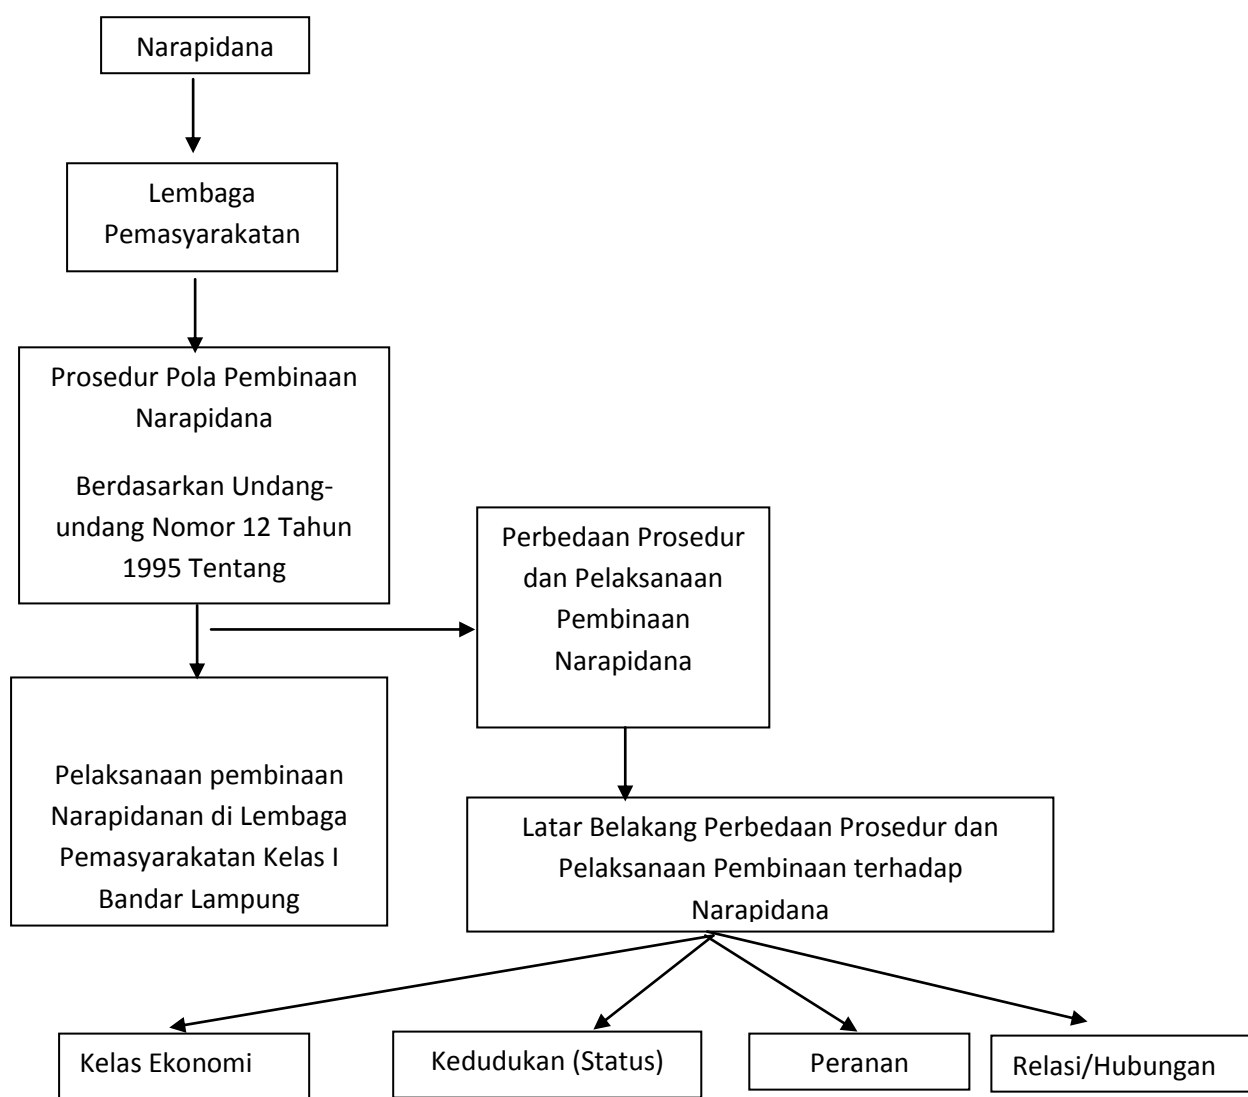 Narapidana
Lembaga
Pemasyarakatan
Prosedur Pola Pembinaan
Narapidana
Berdasarkan Undang-
undang Nomor 12 Tahun
1995 Tentang
Perbedaan Prosedur
dan Pelaksanaan
Pembinaan
Narapidana
Pelaksanaan pembinaan
Narapidanan di Lembaga
Pemasyarakatan Kelas I
Bandar Lampung
Latar Belakang Perbedaan Prosedur dan
Pelaksanaan Pembinaan terhadap
Narapidana
Kelas Ekonomi
Kedudukan (Status)
Peranan
Relasi/Hubungan